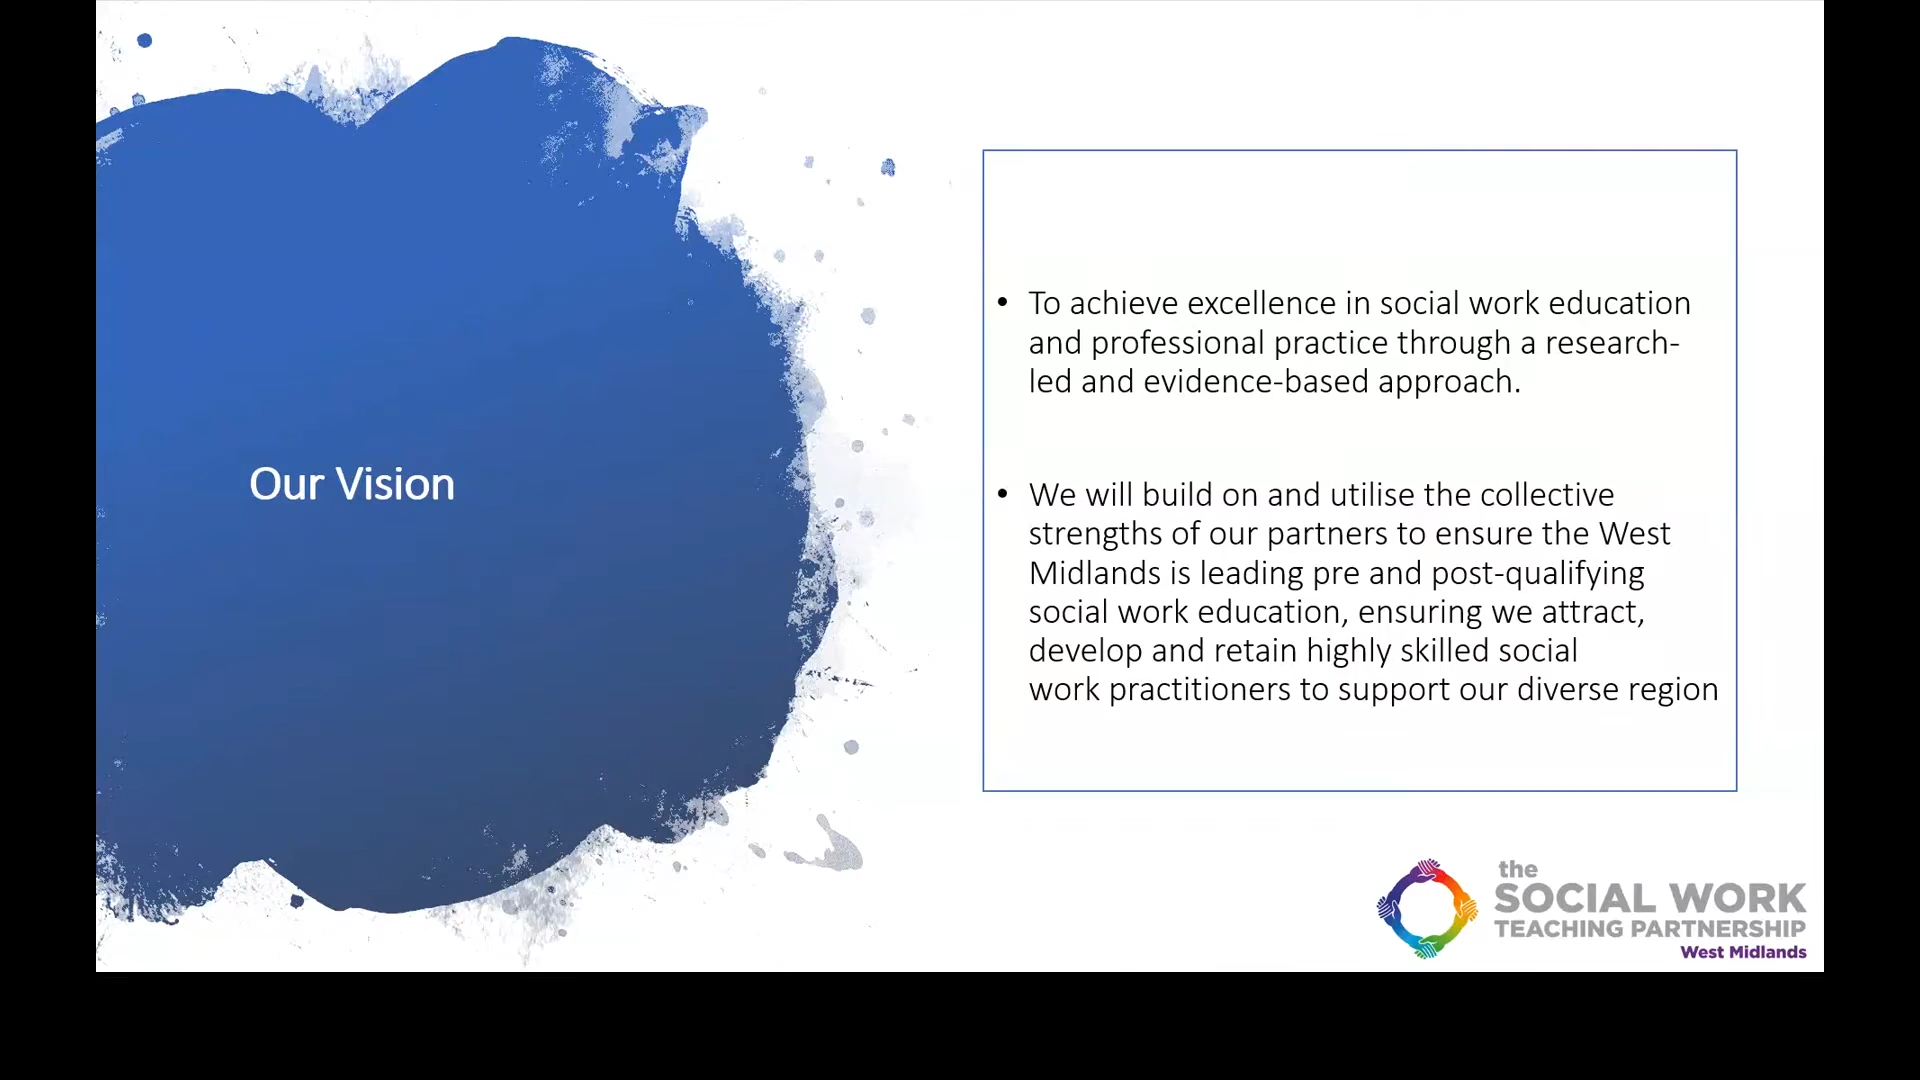 Our Vision
• To achieve excellence in social work education
and professional practice through a research-
led and evidence-based approach.
• We will build on and utilise the collective
strengths of our partners to ensure the West
Midlands is leading pre and post-qualifying
social work education, ensuring we attract,
develop and retain highly skilled social
work practitioners to support our diverse region
the
SOCIAL WORK
TEACHING PARTNERSHIP
West Midlands